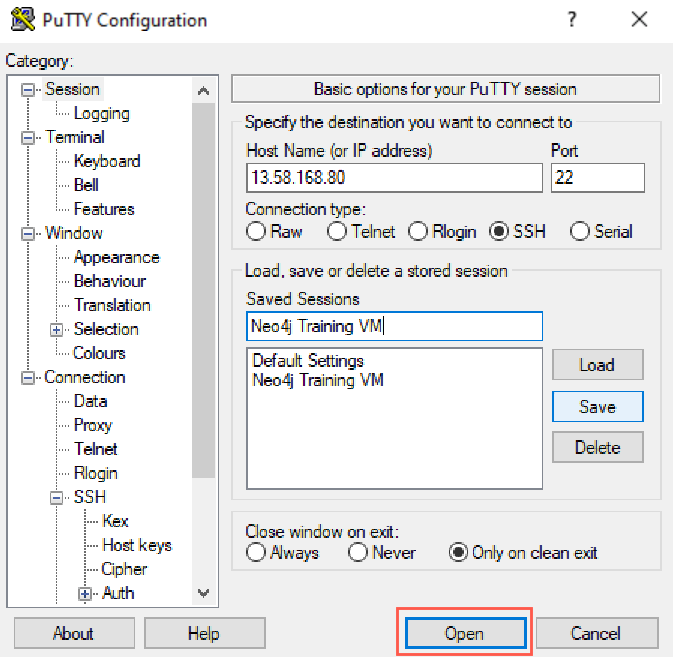 PuTTY Configuration
?
Category:
Session
Logging
Terminal
Keyboard
Bell
Features
Window
Appearance
Behaviour
Translation
Selection
Colours
Connection
Data
Proxy
Telnet
Rlogin
SSH
Kex
Host keys
Cipher
Auth
Basic options for your PuTTY session
Specify the destination you want to connect to
Host Name (or IP address) Port
13.58.168.80 22
Connection type:
Raw Telnet Rlogin SSH Serial
Load, save or delete a stored session
Saved Sessions
Neo4j Training VM
Default Settings
Neo4j Training VM
Load
Save
Delete
Close window on exit:
Always Never Only on clean exit
About Help Open Cancel